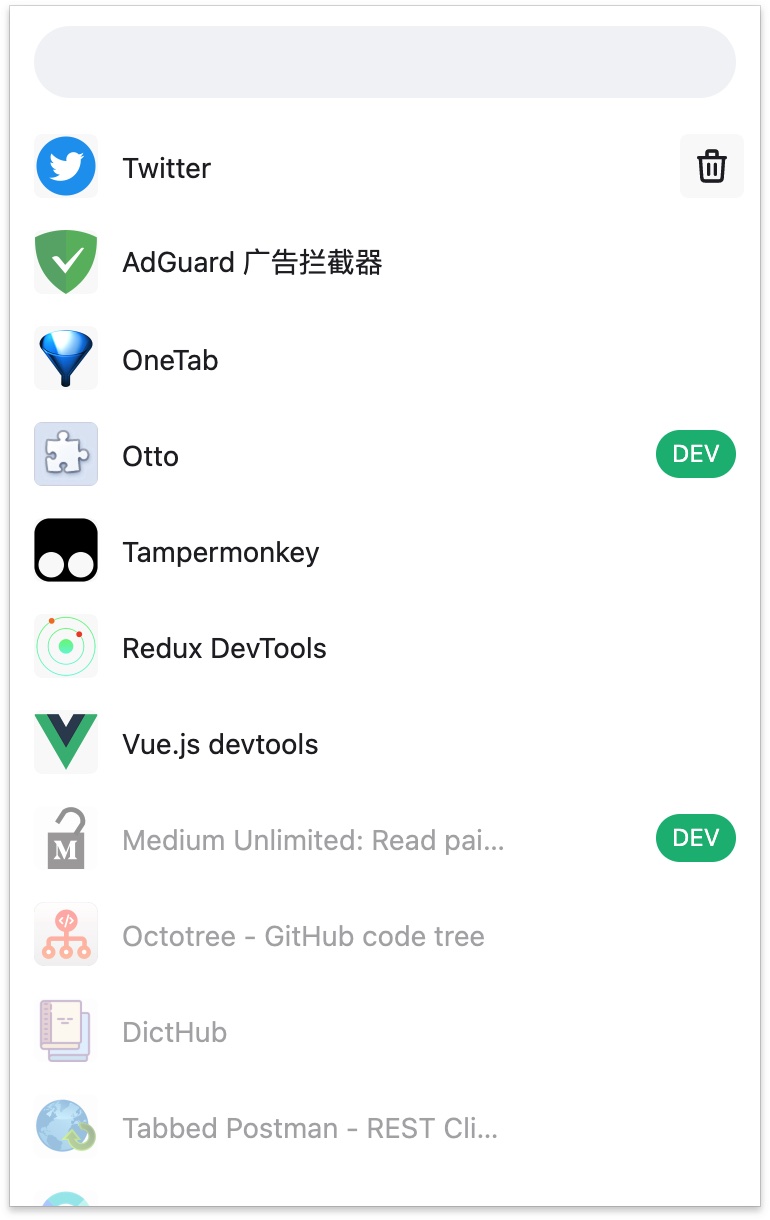 Twitter
AdGuard 广告拦截器
OneTab
Otto DEV
Tampermonkey
Redux DevTools
Vue.js devtools
M Medium Unlimited: Read pai... DEV
Octotree - GitHub code tree
DictHub
Tabbed Postman - REST Cli...